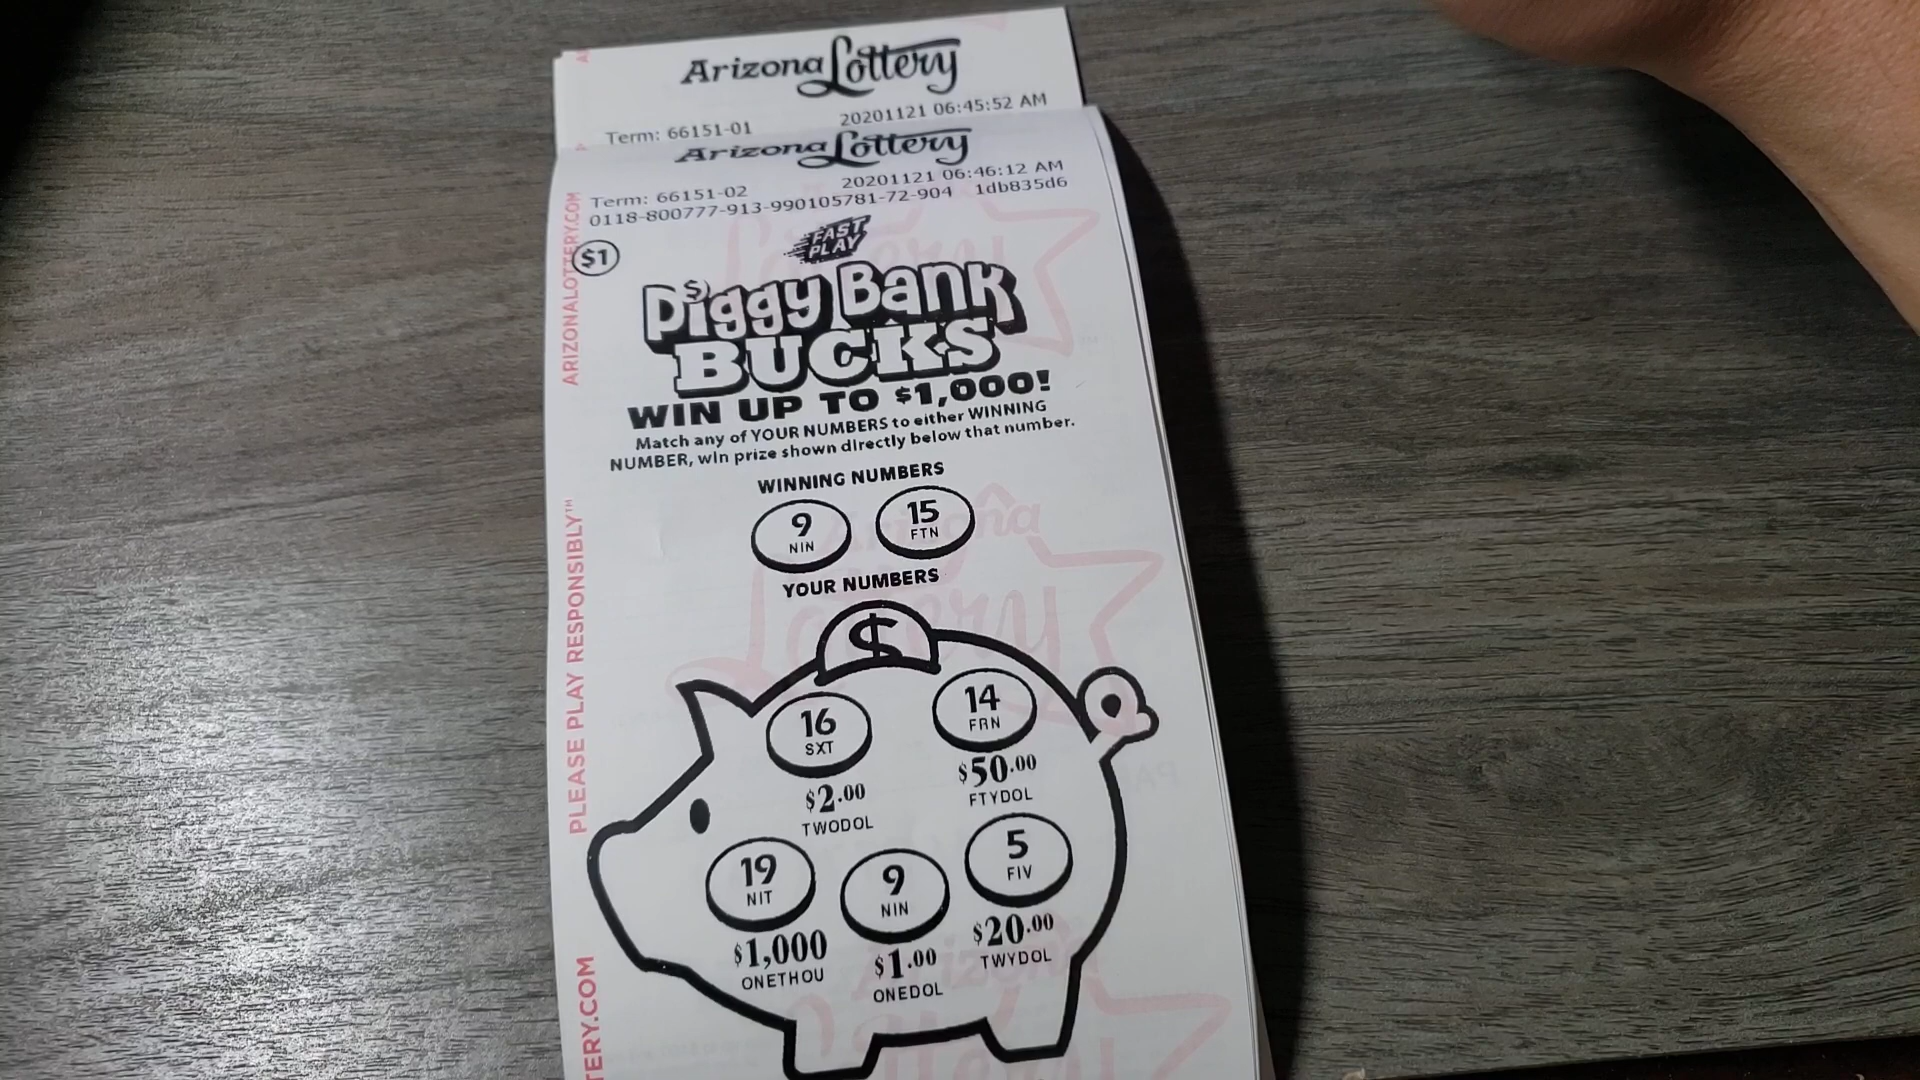 Arizona Lottery
Term: 66151-01 20201121 06:45:52 AM
Arizona Lottery
Term: 66151-02 20201121 06:46:12 AM
0118-800777-913-990105781-72-904 1db835d6
ARIZONALOTTERY.COM
PLEASE PLAY RESPONSIBLY™
TERY.COM
$1
FAST
PLAY
Piggy Bank
BUCKS
WIN UP TO $1,000!
Match any of YOUR NUMBERS to either WINNING
NUMBER, win prize shown directly below that number.
WINNING NUMBERS
9 15
NIN FTN
YOUR NUMBERS
$
16 14
SXT FRN
$2.00 $50.00
TWODOL FTYDOL
19 9 5
NIT NIN FIV
$1,000 $1.00 $20.00
ONETHOU ONEDOL TWYDOL